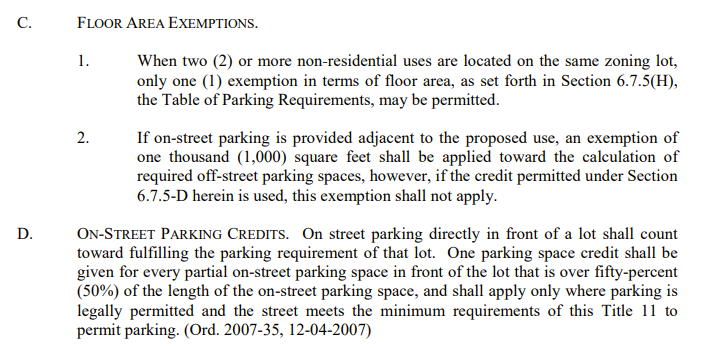 C. FLOOR AREA EXEMPTIONS.
1. When two (2) or more non-residential uses are located on the same zoning lot,
only one (1) exemption in terms of floor area, as set forth in Section 6.7.5(H),
the Table of Parking Requirements, may be permitted.
2. If on-street parking is provided adjacent to the proposed use, an exemption of
one thousand (1,000) square feet shall be applied toward the calculation of
required off-street parking spaces, however, if the credit permitted under Section
6.7.5-D herein is used, this exemption shall not apply.
D. ON-STREET PARKING CREDITS. On street parking directly in front of a lot shall count
toward fulfilling the parking requirement of that lot. One parking space credit shall be
given for every partial on-street parking space in front of the lot that is over fifty-percent
(50%) of the length of the on-street parking space, and shall apply only where parking is
legally permitted and the street meets the minimum requirements of this Title 11 to
permit parking. (Ord. 2007-35, 12-04-2007)